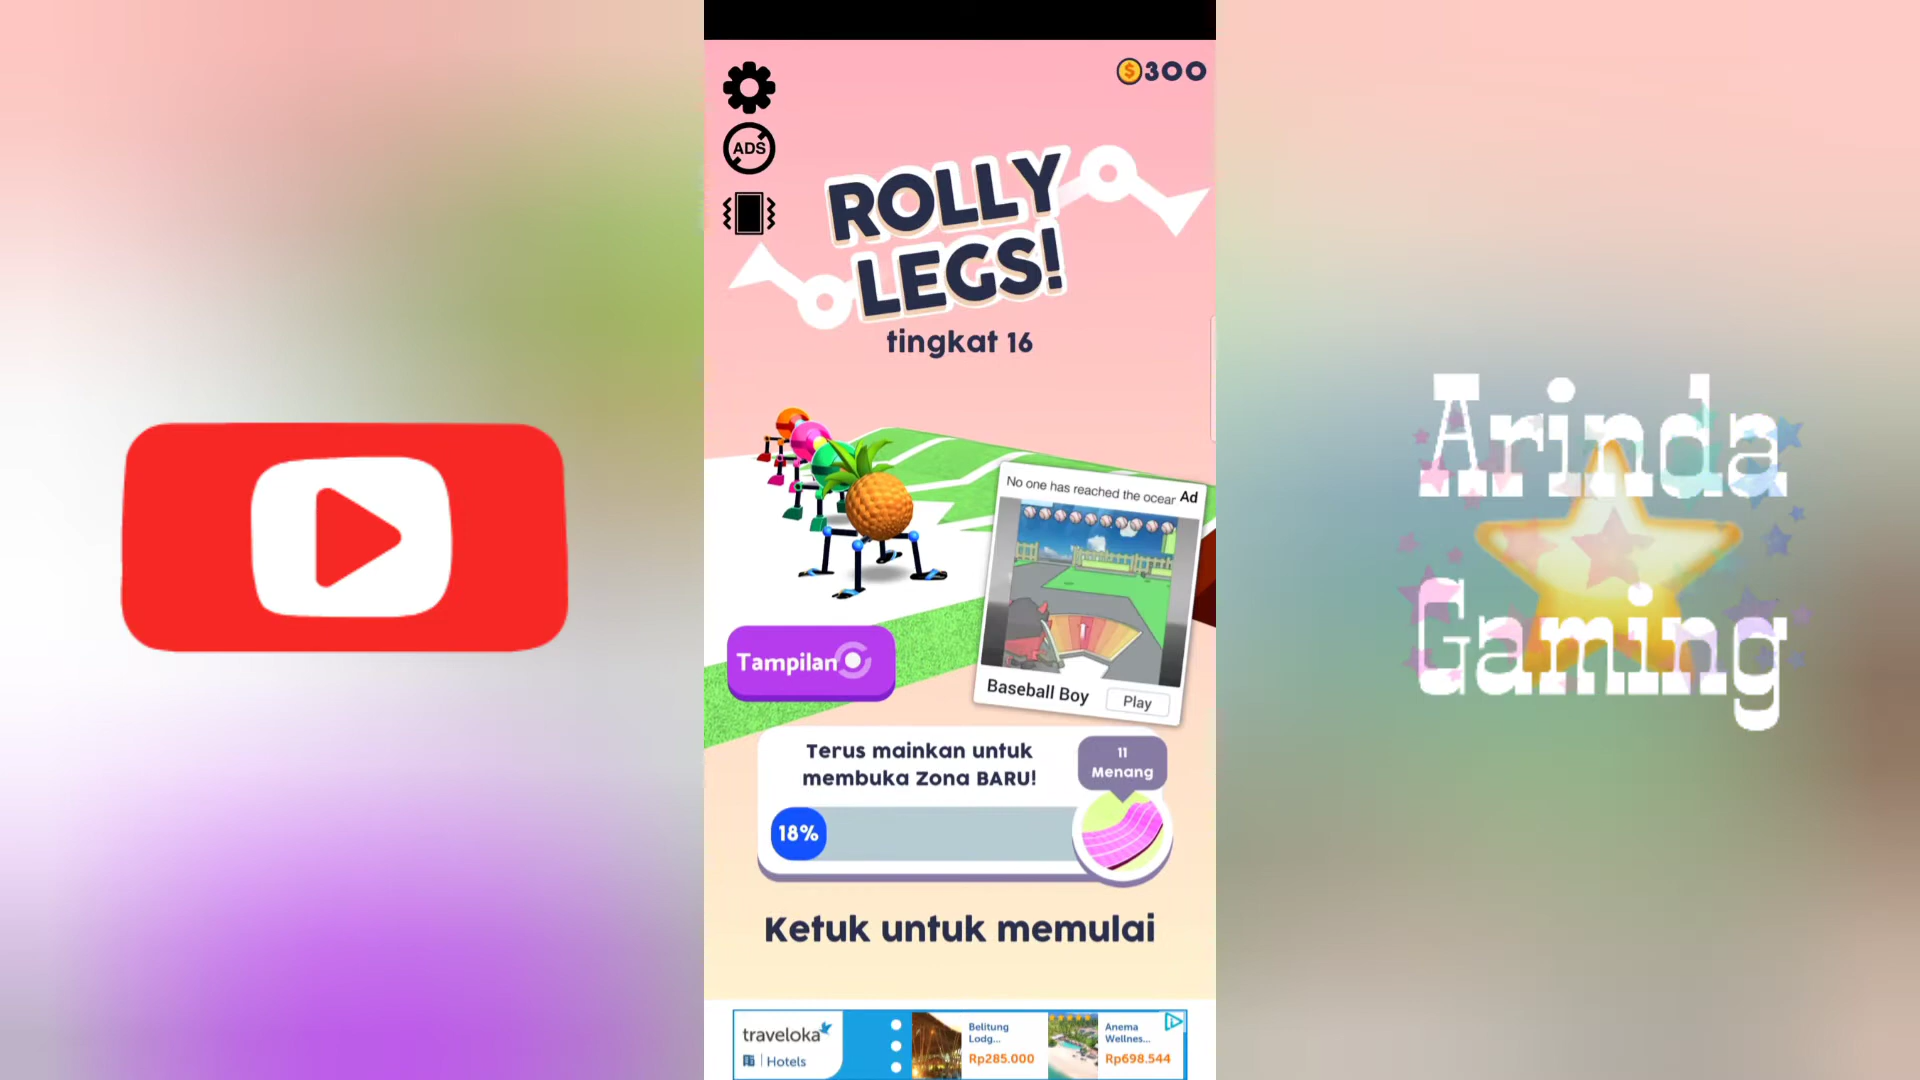 300
ADS
ROLLY
LEGS!
tingkat 16
No one has reached the ocear Ad
Baseball Boy
Play
Tampilan
Terus mainkan untuk
membuka Zona BARU!
11
Menang
18%
Ketuk untuk memulai
traveloka
Hotels
Belitung
Lodg...
Rp285.000
Anema
Wellnes...
Rp698.544
Arinda
Gaming